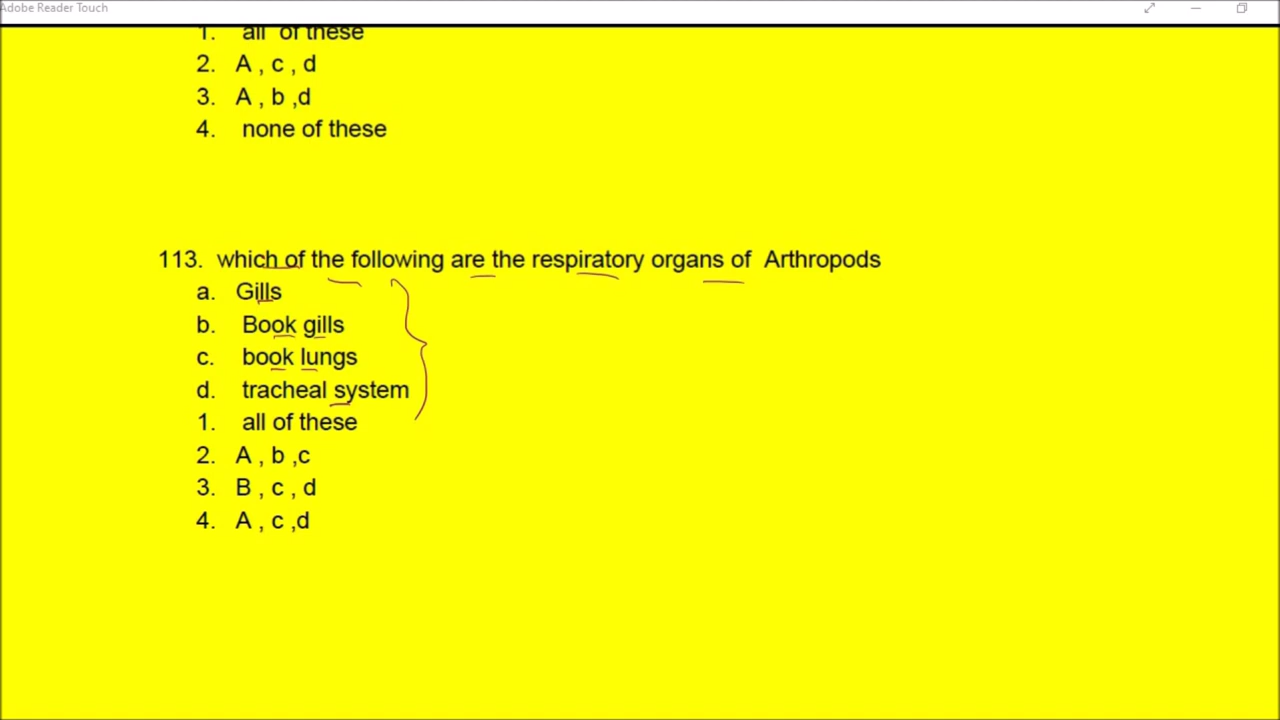 Adobe Reader Touch
1. all of these
2. A , c , d
3. A , b ,d
4. none of these
113. which of the following are the respiratory organs of Arthropods
a. Gills
b. Book gills
c. book lungs
d. tracheal system
1. all of these
2. A , b ,c
3. B , c , d
4. A , c ,d